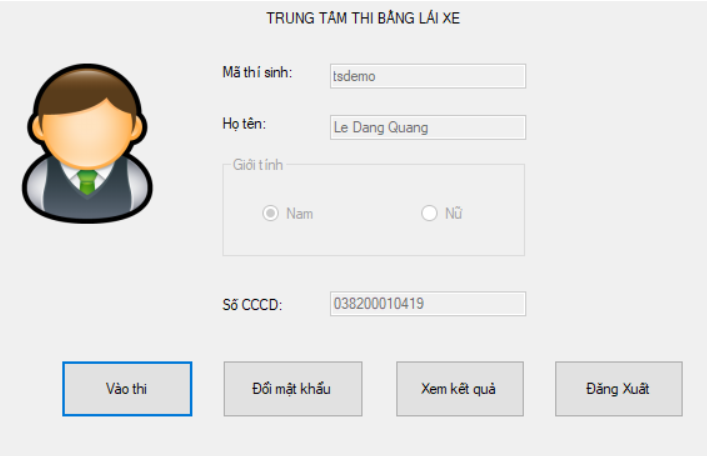 TRUNG TÂM THI BẰNG LÁI XE
Mã thí sinh:
tsdemo
Họ tên:
Le Dang Quang
Giới tính
Nam
Nữ
Số CCCD:
038200010419
Vào thi
Đổi mật khẩu
Xem kết quả
Đăng Xuất